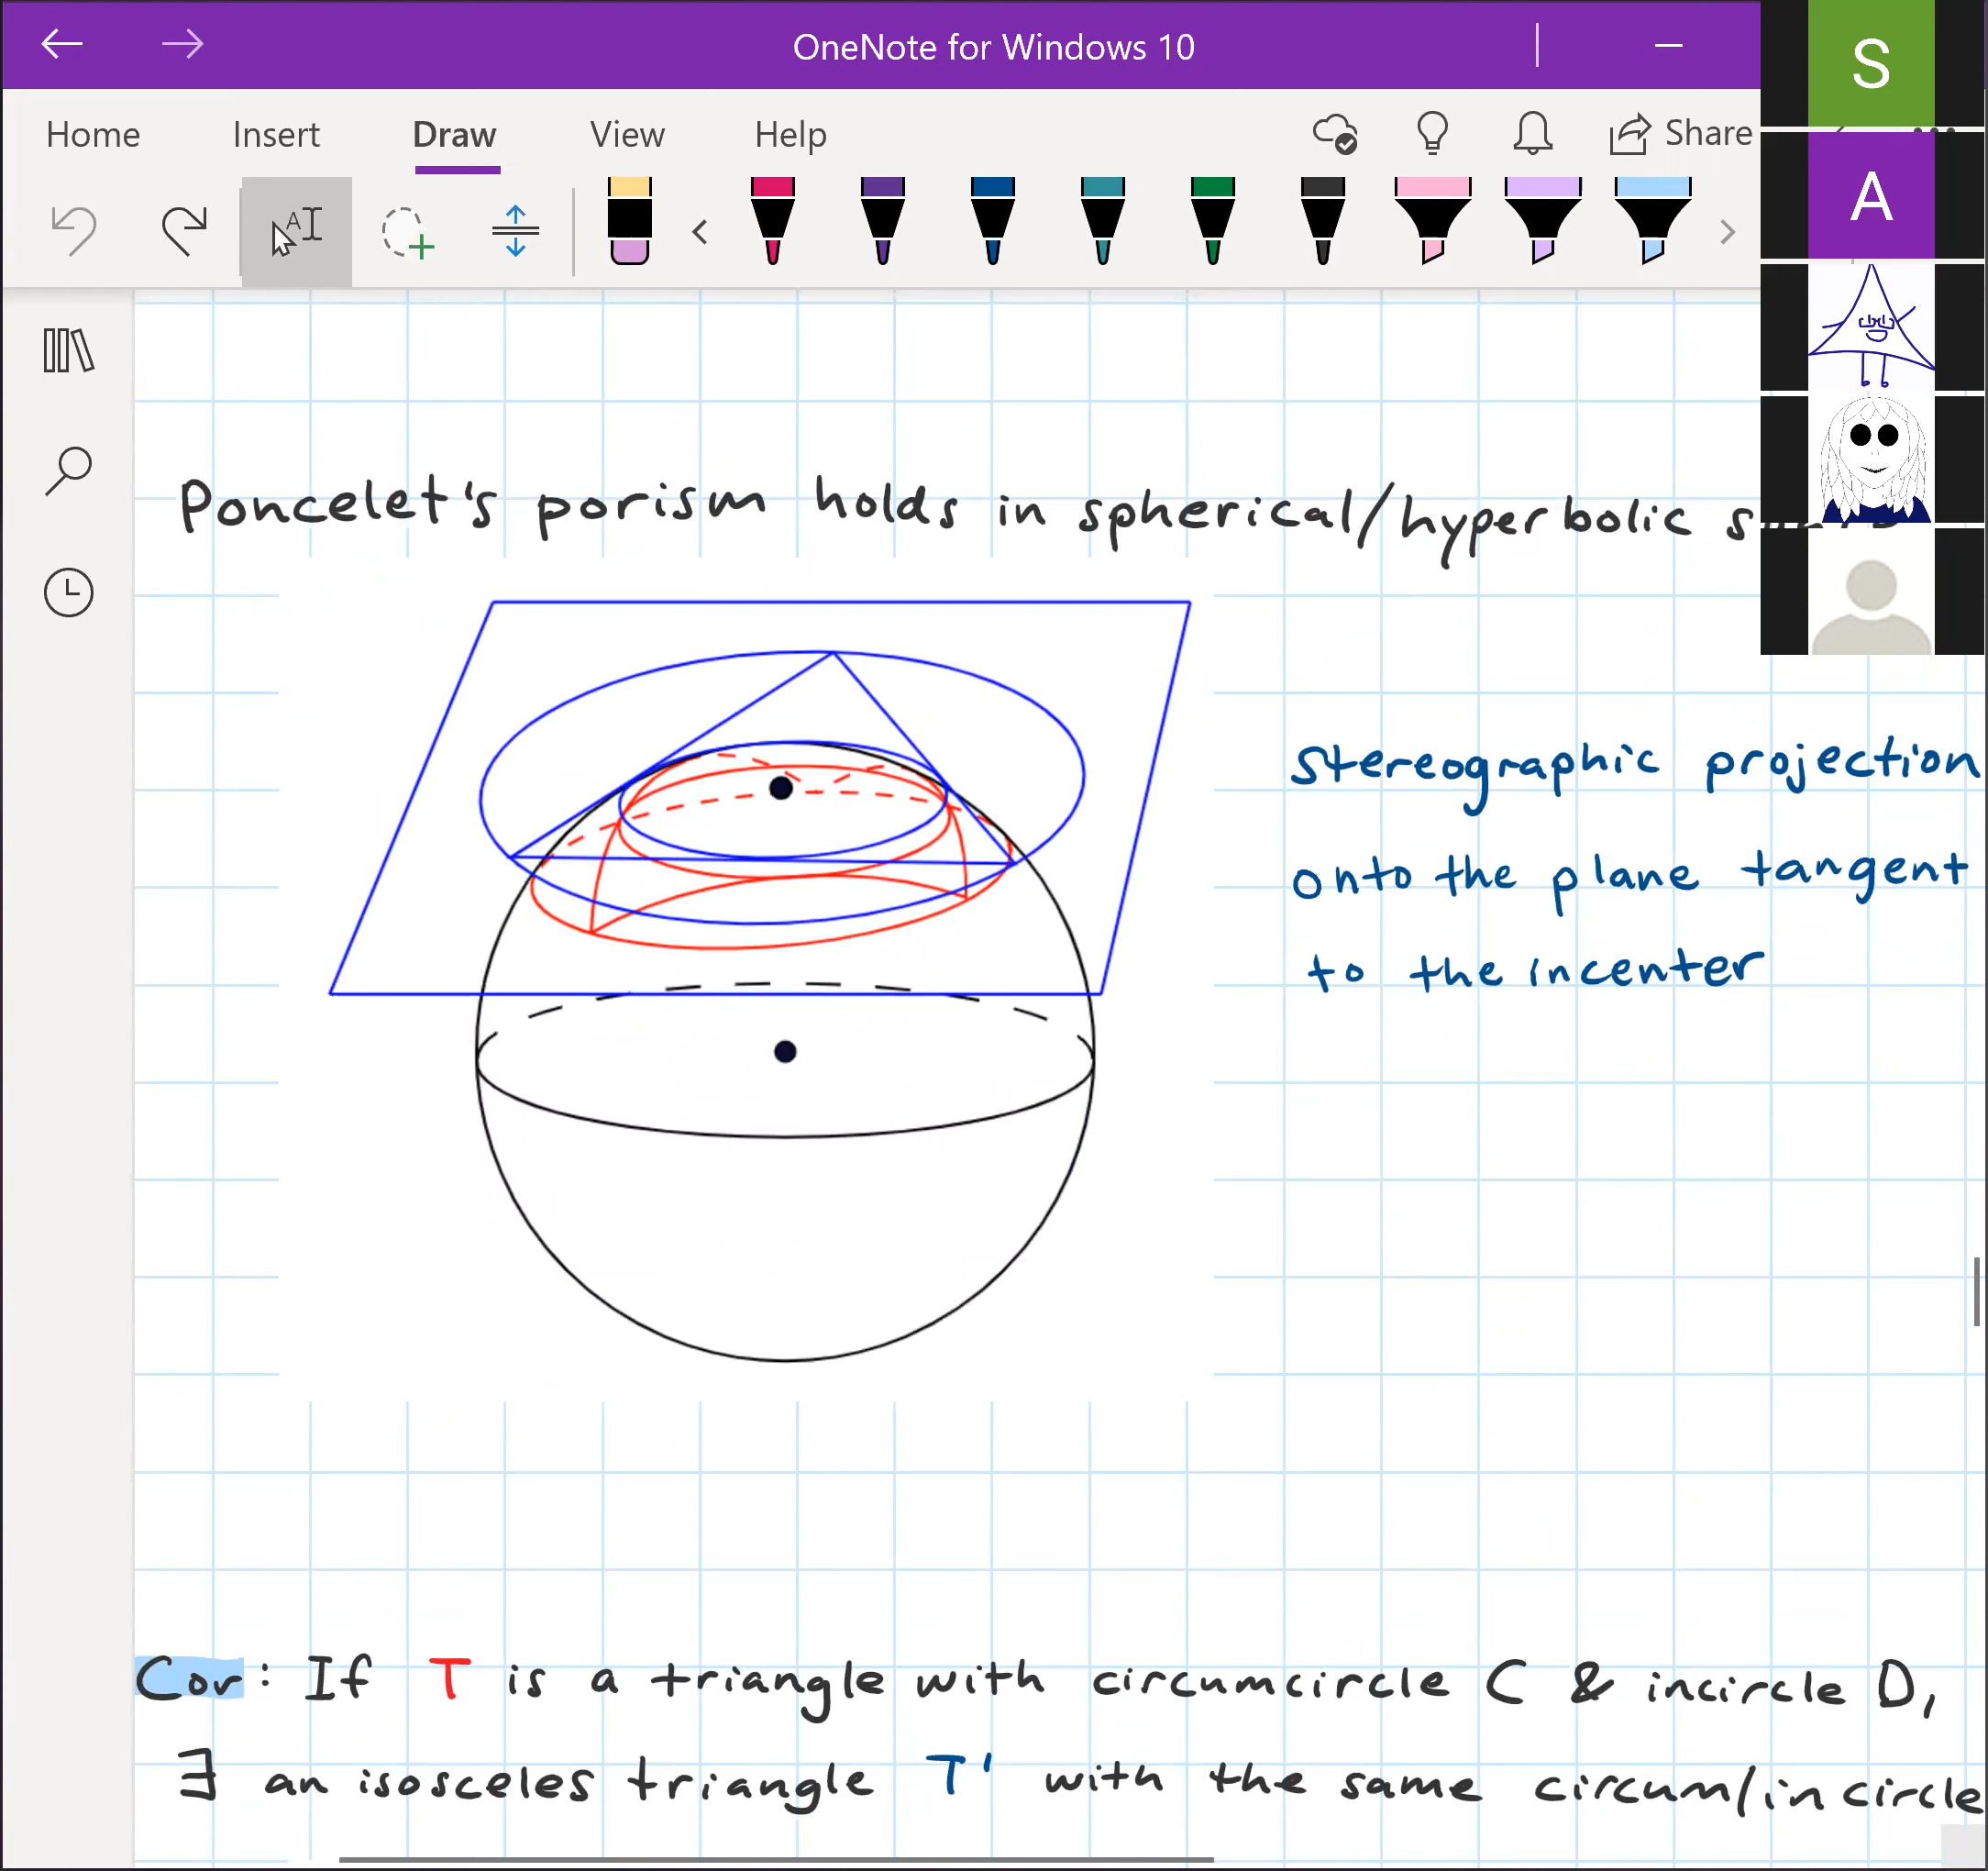 OneNote for Windows 10
S
Home Insert Draw View Help Share
A
Poncelet's porism holds in spherical/hyperbolic
stereographic projection
onto the plane tangent
to the incenter
Cor: If T is a triangle with circumcircle C & incircle D,
∃ an isosceles triangle T' with the same circum/incircle